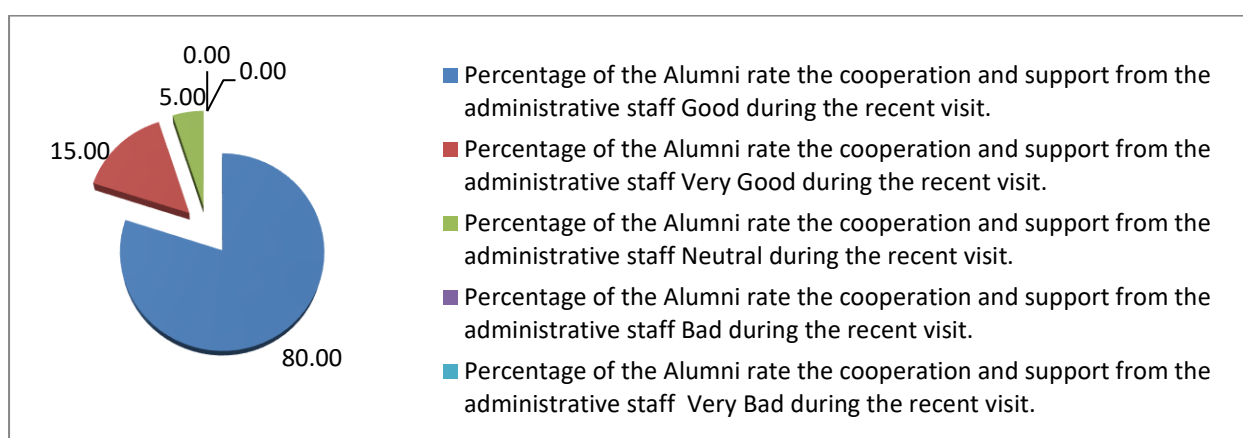 0.00
0.00
5.00
15.00
80.00
Percentage of the Alumni rate the cooperation and support from the
administrative staff Good during the recent visit.
Percentage of the Alumni rate the cooperation and support from the
administrative staff Very Good during the recent visit.
Percentage of the Alumni rate the cooperation and support from the
administrative staff Neutral during the recent visit.
Percentage of the Alumni rate the cooperation and support from the
administrative staff Bad during the recent visit.
Percentage of the Alumni rate the cooperation and support from the
administrative staff  Very Bad during the recent visit.